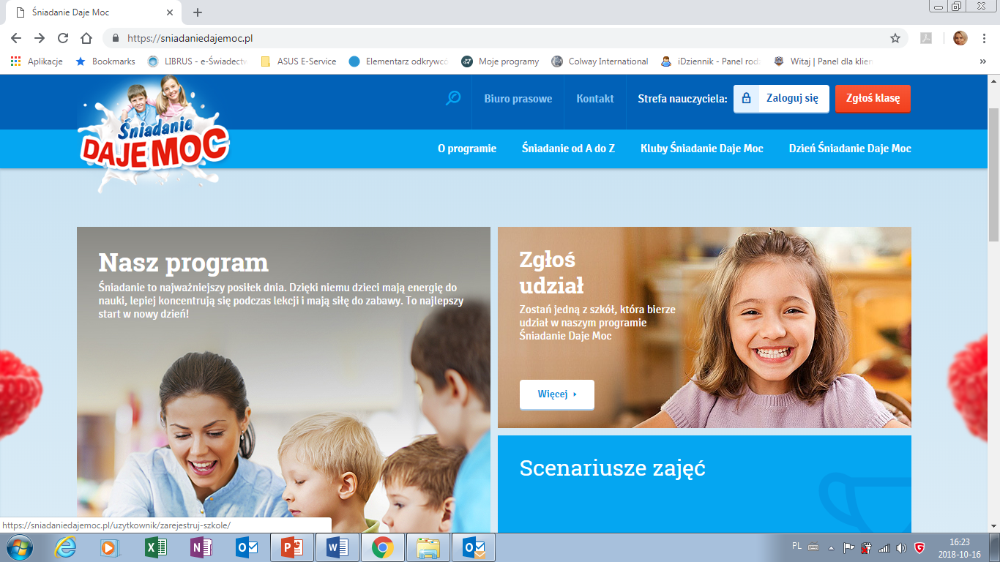 Śniadanie Daje Moc
https://sniadaniedajemoc.pl
Aplikacje
Bookmarks
LIBRUS - e-Świadect
ASUS E-Service
Elementarz odkrywc
Moje programy
Colway International
iDziennik - Panel rod
Witaj | Panel dla klien
»
Śniadanie
DAJE MOC
Biuro prasowe
Kontakt
Strefa nauczyciela:
Zaloguj się
Zgłoś klasę
O programie
Śniadanie od A do Z
Kluby Śniadanie Daje Moc
Dzień Śniadanie Daje Moc
Nasz program
Śniadanie to najważniejszy posiłek dnia. Dzięki niemu dzieci mają energię do
nauki, lepiej koncentrują się podczas lekcji i mają siłę do zabawy. To najlepszy
start w nowy dzień!
Zgłoś
udział
Zostań jedną z szkół, która bierze
udział w naszym programie
Śniadanie Daje Moc
Więcej
Scenariusze zajęć
https://sniadaniedajemoc.pl/uzytkownik/zarejestruj-szkole/
PL
16:23
2018-10-16